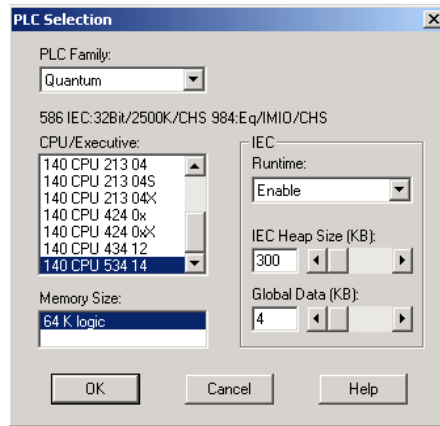 PLC Selection
PLC Family:
Quantum
586 IEC:32Bit/2500K/CHS 984:Eq/IMIO/CHS
CPU/Executive:
140 CPU 213 04
140 CPU 213 04S
140 CPU 213 04X
140 CPU 424 0x
140 CPU 424 0xX
140 CPU 434 12
140 CPU 534 14
Memory Size:
64 K logic
IEC
Runtime:
Enable
IEC Heap Size (KB):
300
Global Data (KB):
4
OK
Cancel
Help